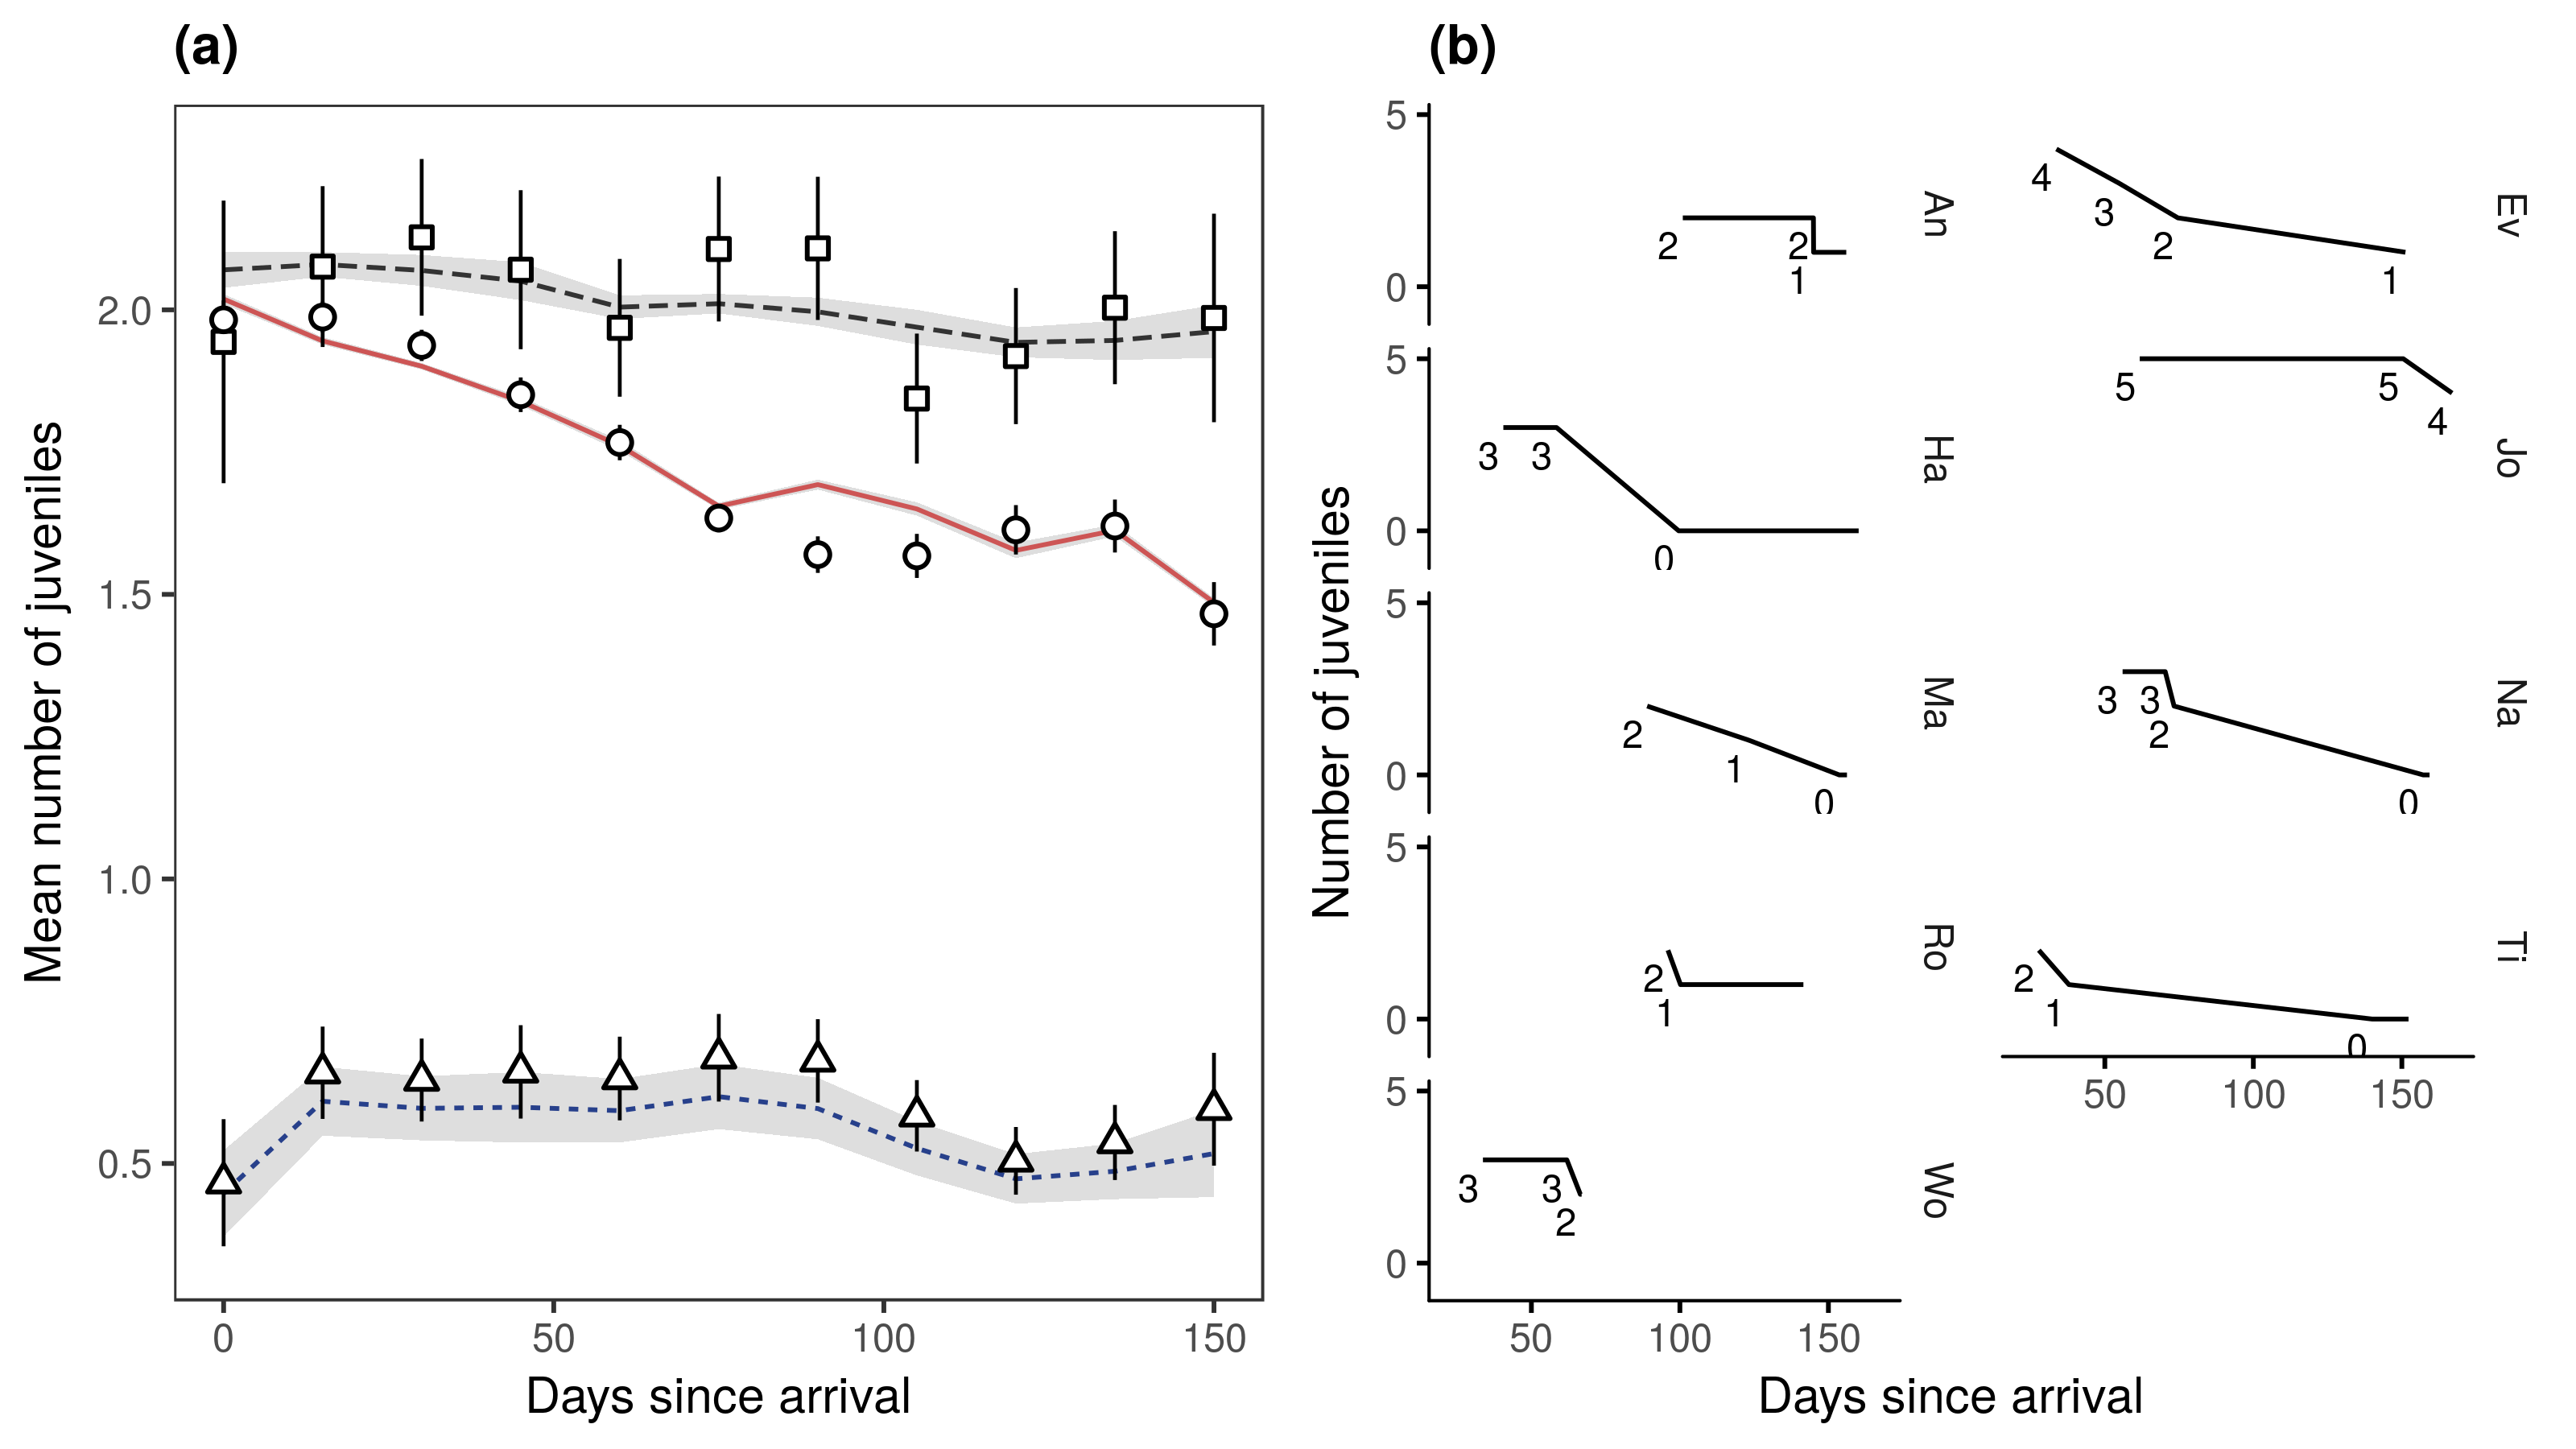 (a)
Mean number of juveniles
2.0
1.5
1.0
0.5
0 50 100 150
Days since arrival
(b)
Number of juveniles
5
0
2 2
1
An
4
3
2
1
Ev
5
0
3 3
0
Ha
5 5
4
Jo
5
0
2
1
0
Ma
3 3
2
0
Na
5
0
2
1
Ro
2
1
0
Ti
50 100 150
5
0
3 3
2
Wo
50 100 150
Days since arrival